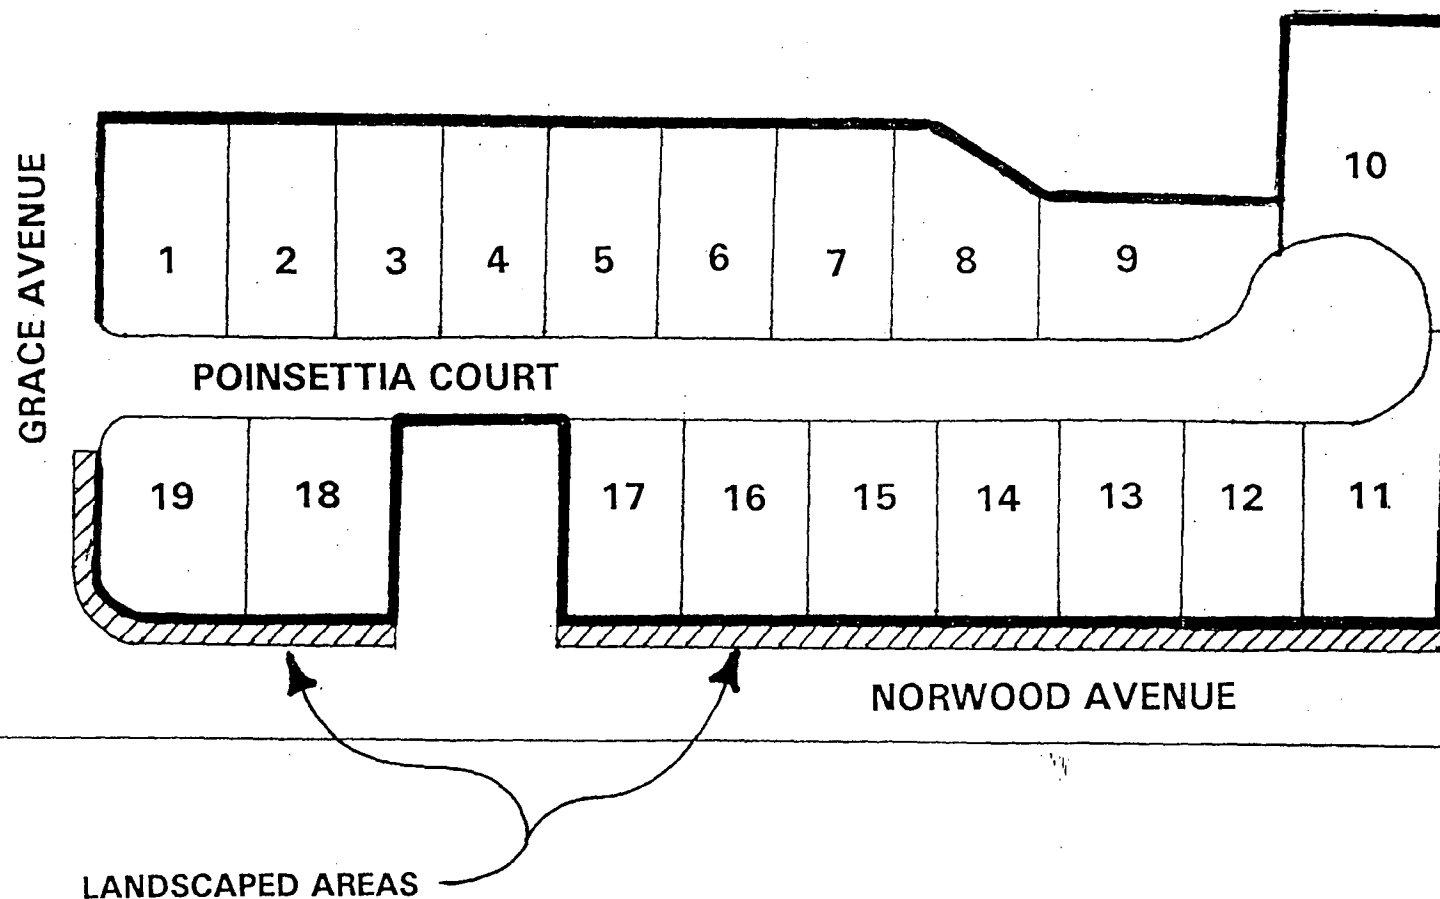 GRACE AVENUE
10
1 2 3 4 5 6 7 8 9
POINSETTIA COURT
19 18 17 16 15 14 13 12 11
NORWOOD AVENUE
LANDSCAPED AREAS